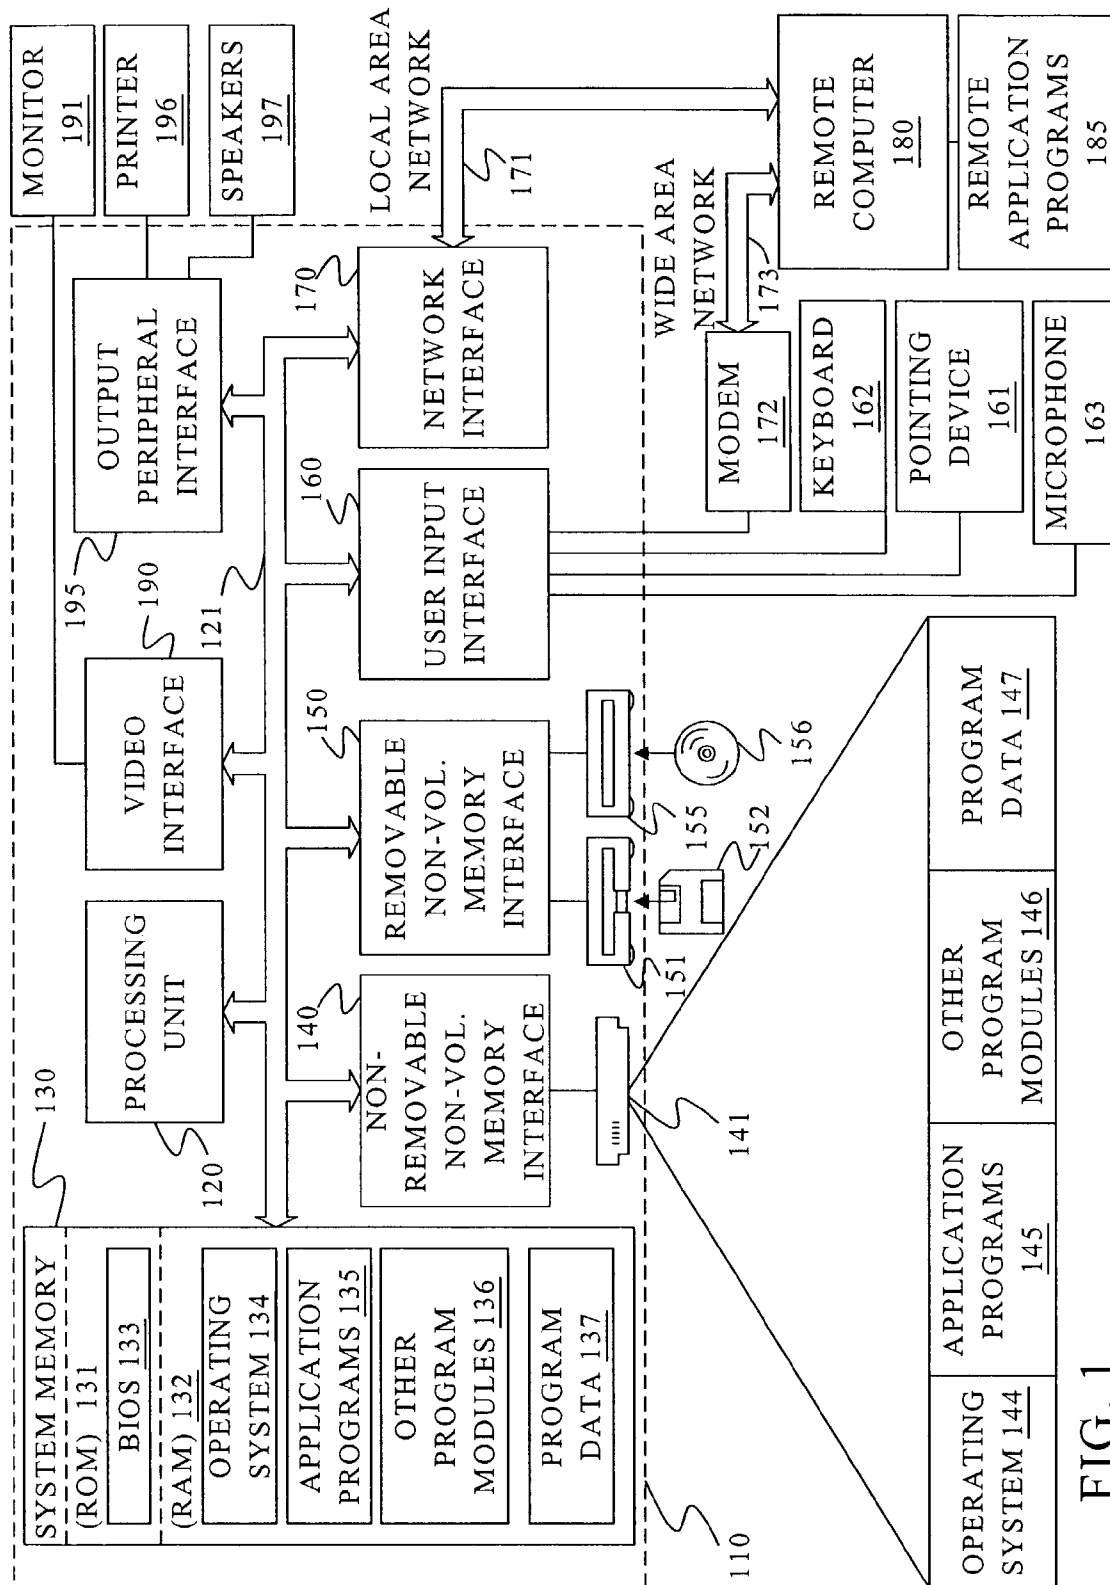 SYSTEM MEMORY
(ROM) 131
BIOS 133
(RAM) 132
OPERATING
SYSTEM 134
APPLICATION
PROGRAMS 135
OTHER
PROGRAM
MODULES 136
PROGRAM
DATA 137
130
120
PROCESSING
UNIT
VIDEO
INTERFACE
190
121
195
OUTPUT
PERIPHERAL
INTERFACE
MONITOR
191
PRINTER
196
SPEAKERS
197
140
NON-
REMOVABLE
NON-VOL.
MEMORY
INTERFACE
150
REMOVABLE
NON-VOL.
MEMORY
INTERFACE
160
USER INPUT
INTERFACE
170
NETWORK
INTERFACE
LOCAL AREA
NETWORK
171
110
141
151
152
155
156
WIDE AREA
NETWORK
173
MODEM
172
KEYBOARD
162
POINTING
DEVICE
161
MICROPHONE
163
REMOTE
COMPUTER
180
REMOTE
APPLICATION
PROGRAMS
185
OPERATING
SYSTEM 144
APPLICATION
PROGRAMS
145
OTHER
PROGRAM
MODULES 146
PROGRAM
DATA 147
FIG. 1